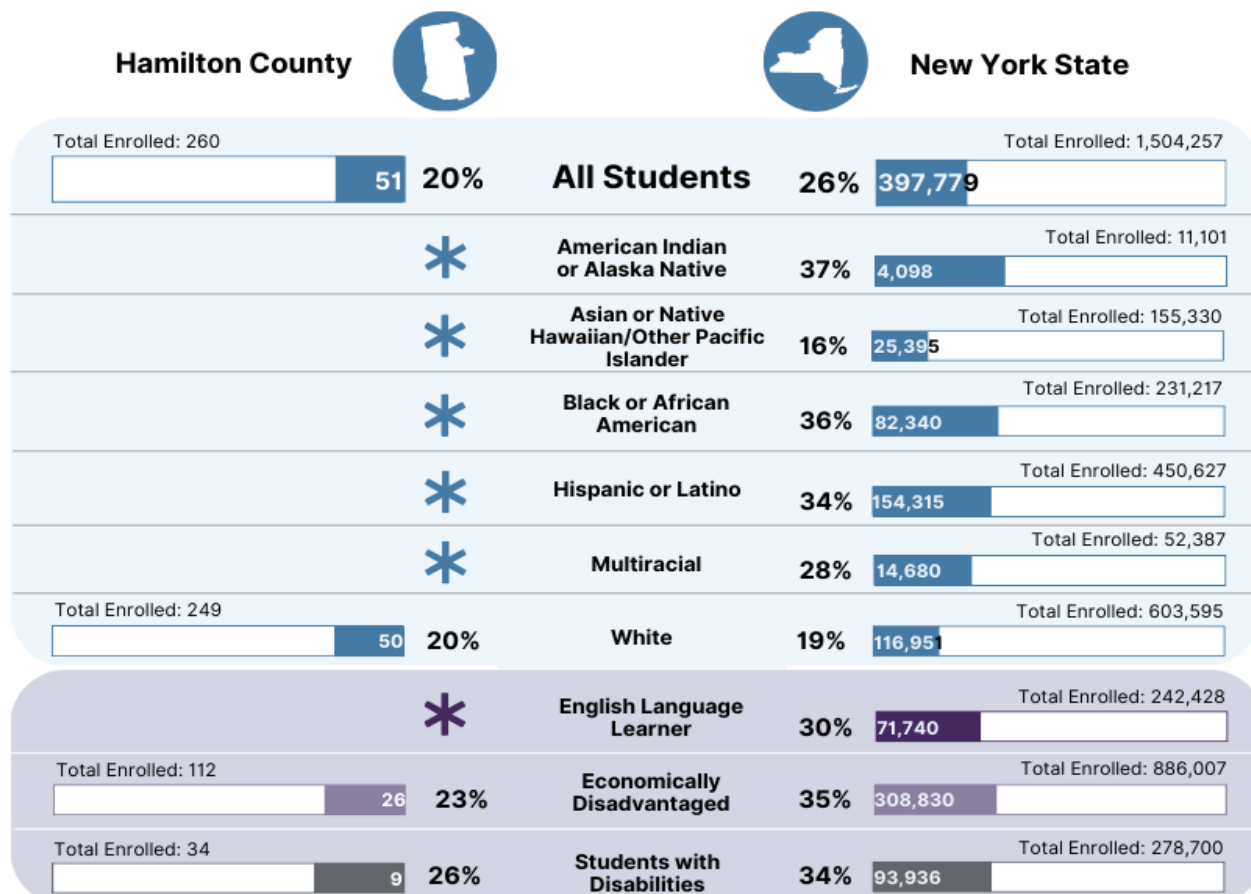 Hamilton County
New York State
Total Enrolled: 260
Total Enrolled: 1,504,257
51 20% All Students 26% 397,779
Total Enrolled: 11,101
American Indian
or Alaska Native
* 37% 4,098
Total Enrolled: 155,330
Asian or Native
Hawaiian/Other Pacific
Islander
* 16% 25,395
Total Enrolled: 231,217
Black or African
American
* 36% 82,340
Total Enrolled: 450,627
* Hispanic or Latino 34% 154,315
Total Enrolled: 52,387
* Multiracial 28% 14,680
Total Enrolled: 249
Total Enrolled: 603,595
50 20% White 19% 116,951
Total Enrolled: 242,428
English Language
Learner
* 30% 71,740
Total Enrolled: 112
Total Enrolled: 886,007
Economically
Disadvantaged
26 23% 35% 308,830
Total Enrolled: 34
Total Enrolled: 278,700
Students with
Disabilities
9 26% 34% 93,936